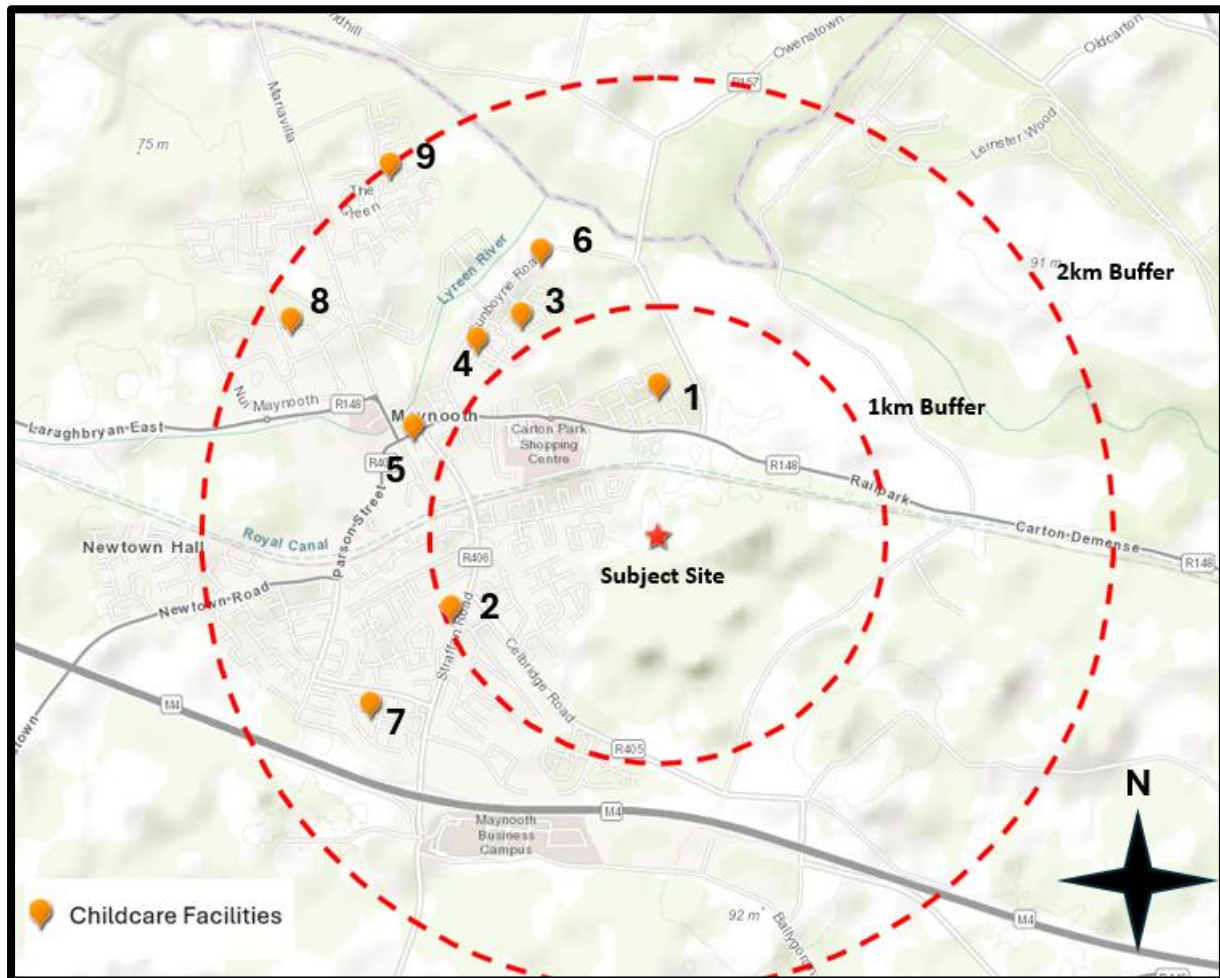 Owenatown
Oldcarton
R157
Mariavilla
Leinster Wood
75 m
9
The
Green
Lyreen River
6
91 m
2km Buffer
8
Dunboyne Road
3
4
1
1km Buffer
Nui
Maynooth
R148
Maynooth
Laraghbryan-East
Carton Park
Shopping
Centre
5
R148
Railpark
Royal Canal
Parson-Street
Carton-Demense
Newtown Hall
R406
R148
Subject Site
Newtown-Road
2
Straffan Road
Celbridge Road
M4
7
R405
N
Maynooth
Business
Campus
M4
Childcare Facilities
92 m
Ballygoran
M4